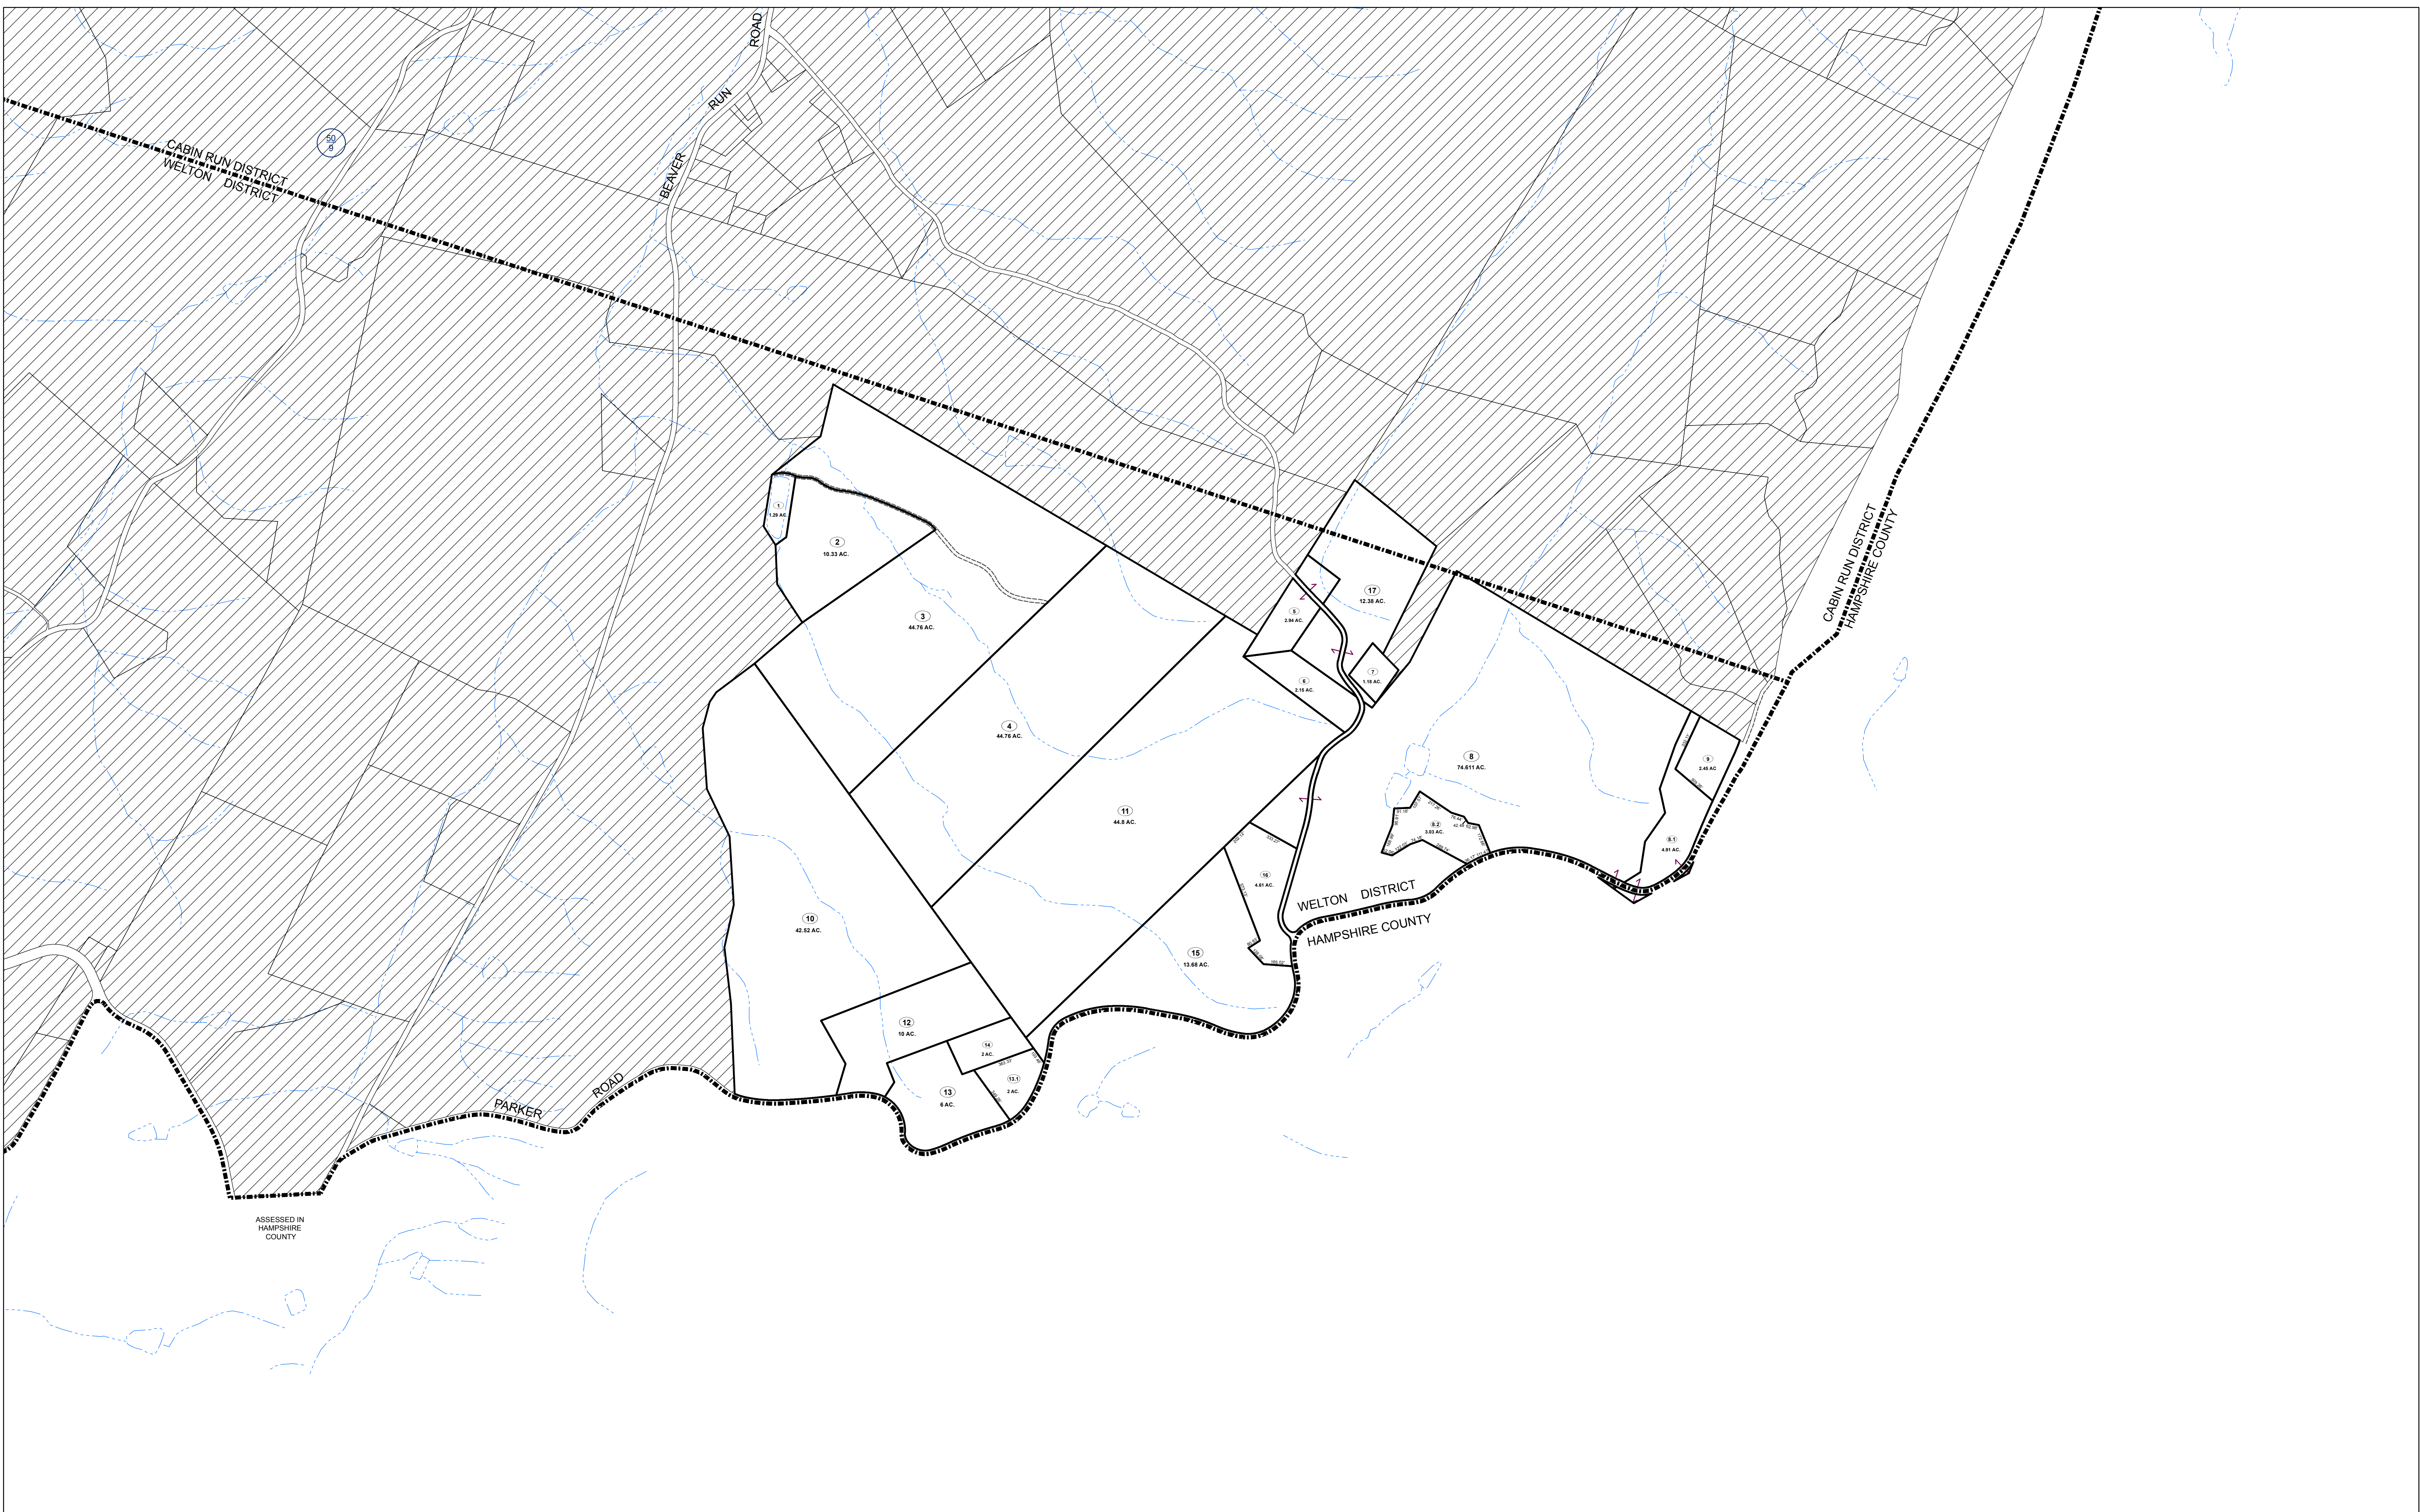 ROAD
RUN
BEAVER
50
9
CABIN RUN DISTRICT
WELTON DISTRICT
1
1.29 AC.
2
10.33 AC.
3
44.76 AC.
4
44.76 AC.
5
2.94 AC.
17
12.38 AC.
6
2.15 AC.
7
1.18 AC.
CABIN RUN DISTRICT
HAMPSHIRE COUNTY
8
74.611 AC.
9
2.45 AC
8.2
3.03 AC.
8.1
4.91 AC.
11
44.8 AC.
16
4.61 AC.
WELTON DISTRICT
HAMPSHIRE COUNTY
10
42.52 AC.
15
13.68 AC.
12
10 AC.
14
2 AC.
13
6 AC.
13.1
2 AC.
PARKER
ROAD
ASSESSED IN
HAMPSHIRE
COUNTY